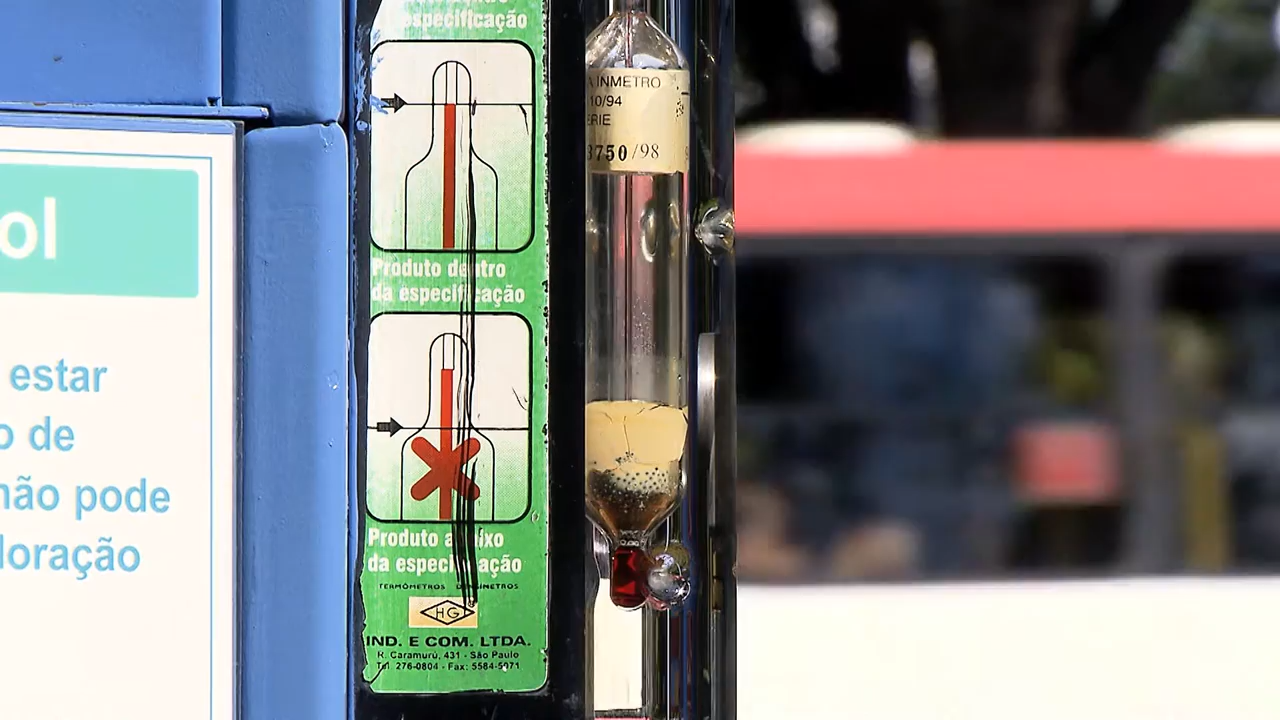 ol
estar
o de
não pode
loração
especificação
Produto dentro
da especificação
Produto abaixo
da especificação
TERMÔMETROS DENSÍMETROS
HG
IND. E COM. LTDA.
R. Caramurú, 431 - São Paulo
Tel. 276-0804 - Fax: 5584-5071
INMETRO
10/94
ERIE
3750/98